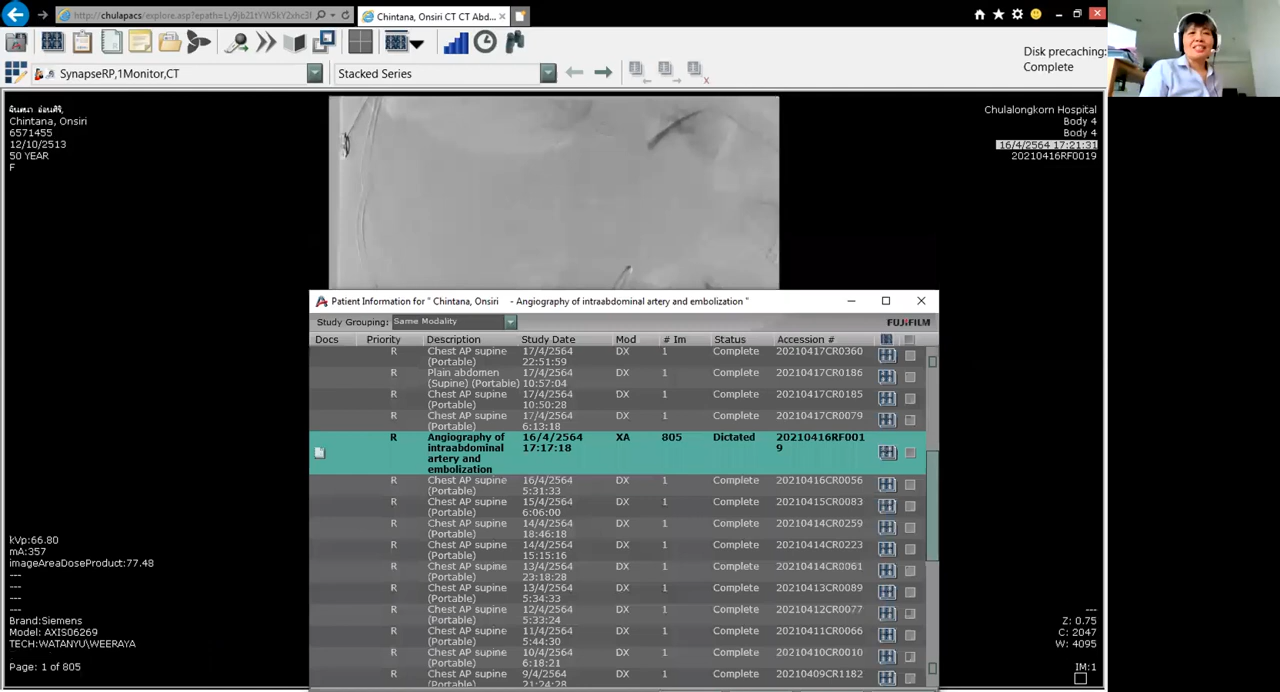 http://chulapacs/explore.asp?epath=Ly9jb2
Chintana, Onsiri CT CT Abd...
Disk precaching:
Complete
SynapseRP,1Monitor,CT
Stacked Series
Chintana, Onsiri
6571455
12/10/2513
50 YEAR
F
Chulalongkorn Hospital
Body 4
Body 4
16/4/2564 17:21:31
20210416RF0019
Patient Information for " Chintana, Onsiri - Angiography of intraabdominal artery and embolization "
Study Grouping: Same Modality
FUJIFILM
Docs Priority Description Study Date Mod # Im Status Accession #
R Chest AP supine 17/4/2564 DX 1 Complete 20210417CR0360
(Portable) 22:51:59
R Plain abdomen 17/4/2564 DX 1 Complete 20210417CR0186
(Supine) (Portable) 10:57:04
R Chest AP supine 17/4/2564 DX 1 Complete 20210417CR0185
(Portable) 10:50:28
R Chest AP supine 17/4/2564 DX 1 Complete 20210417CR0079
(Portable) 6:13:18
R Angiography of 16/4/2564 XA 805 Dictated 20210416RF001
intraabdominal 17:17:18 9
artery and
embolization
R Chest AP supine 16/4/2564 DX 1 Complete 20210416CR0056
(Portable) 5:31:33
R Chest AP supine 15/4/2564 DX 1 Complete 20210415CR0083
(Portable) 6:06:00
R Chest AP supine 14/4/2564 DX 1 Complete 20210414CR0259
(Portable) 18:46:18
R Chest AP supine 14/4/2564 DX 1 Complete 20210414CR0223
(Portable) 15:15:16
R Chest AP supine 13/4/2564 DX 1 Complete 20210414CR0061
(Portable) 23:18:28
R Chest AP supine 13/4/2564 DX 1 Complete 20210413CR0089
(Portable) 5:34:33
R Chest AP supine 12/4/2564 DX 1 Complete 20210412CR0077
(Portable) 5:33:24
R Chest AP supine 11/4/2564 DX 1 Complete 20210411CR0066
(Portable) 5:44:30
R Chest AP supine 10/4/2564 DX 1 Complete 20210410CR0010
(Portable) 6:18:21
R Chest AP supine 9/4/2564 DX 1 Complete 20210409CR1182
(Portable) 21:24:28
kVp:66.80
mA:357
imageAreaDoseProduct:77.48
---
---
---
---
Brand:Siemens
Model: AXIS06269
TECH:WATANYU\WEERAYA
Page: 1 of 805
---
Z: 0.75
C: 2047
W: 4095
IM:1